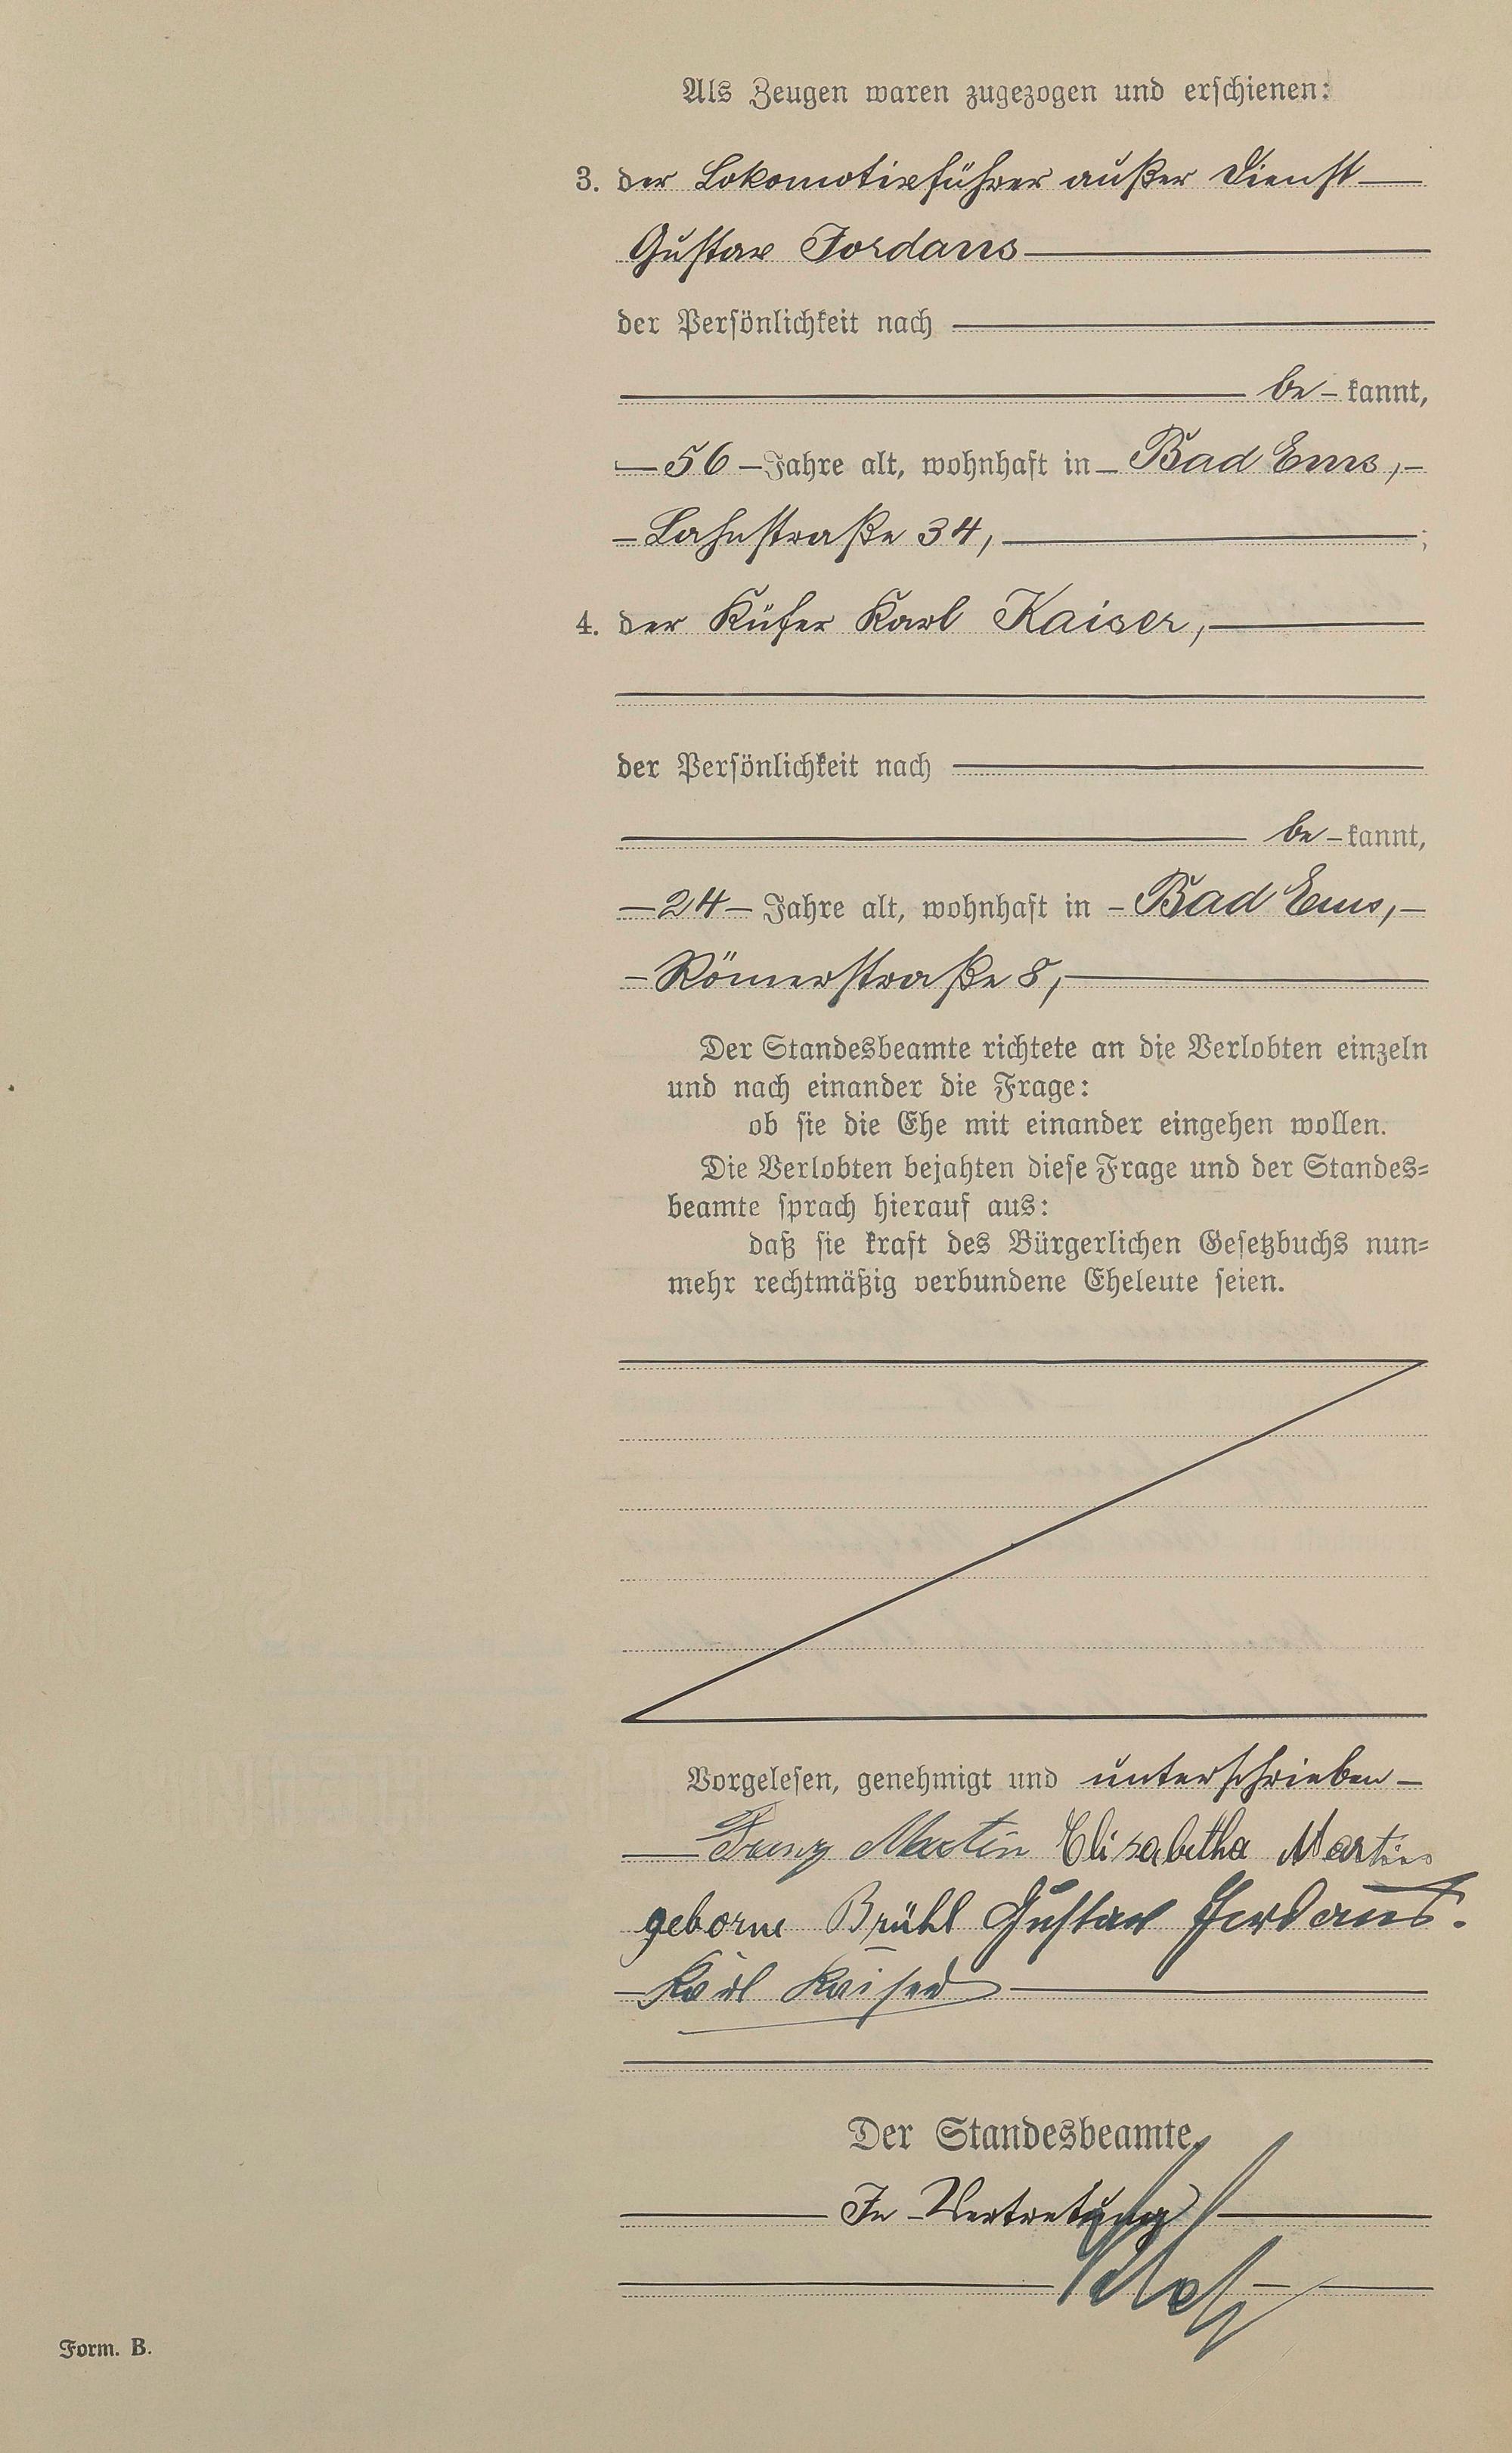 Als Zeugen waren zugezogen und erschienen:
3. der Lokomotivführer außer Dienst
Gustav Jordans
der Persönlichkeit nach
be - kannt,
56 Jahre alt, wohnhaft in Bad Ems,
Lahnstraße 34, ;
4. der Küfer Karl Kaiser,
der Persönlichkeit nach
be - kannt,
24 Jahre alt, wohnhaft in Bad Ems,
Römerstraße 8,
Der Standesbeamte richtete an die Verlobten einzeln
und nach einander die Frage:
ob sie die Ehe mit einander eingehen wollen.
Die Verlobten bejahten diese Frage und der Standes-
beamte sprach hierauf aus:
daß sie kraft des Bürgerlichen Gesetzbuchs nun-
mehr rechtmäßig verbundene Eheleute seien.
Vorgelesen, genehmigt und unterschrieben
Franz Martin Elisabetha Martin
geborne Brühl Gustav Jordans.
Karl Kaiser
Der Standesbeamte.
In Vertretung
Form. B.